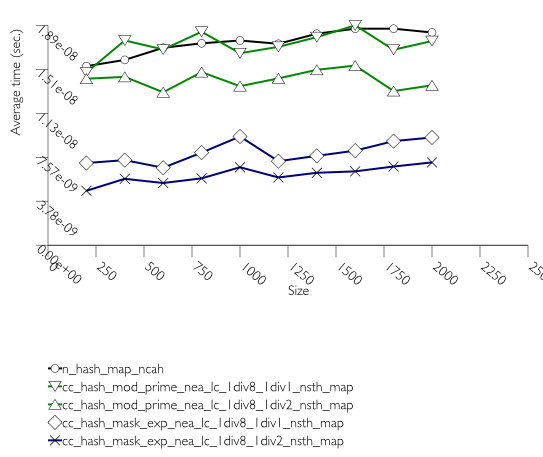 Average time (sec.)
1.89e-08
1.51e-08
1.13e-08
7.57e-09
3.78e-09
0.00e+00
0
250
500
750
1000
1250
1500
1750
2000
2250
Size
n_hash_map_ncah
cc_hash_mod_prime_nea_lc_1div8_1div1_nsth_map
cc_hash_mod_prime_nea_lc_1div8_1div2_nsth_map
cc_hash_mask_exp_nea_lc_1div8_1div1_nsth_map
cc_hash_mask_exp_nea_lc_1div8_1div2_nsth_map